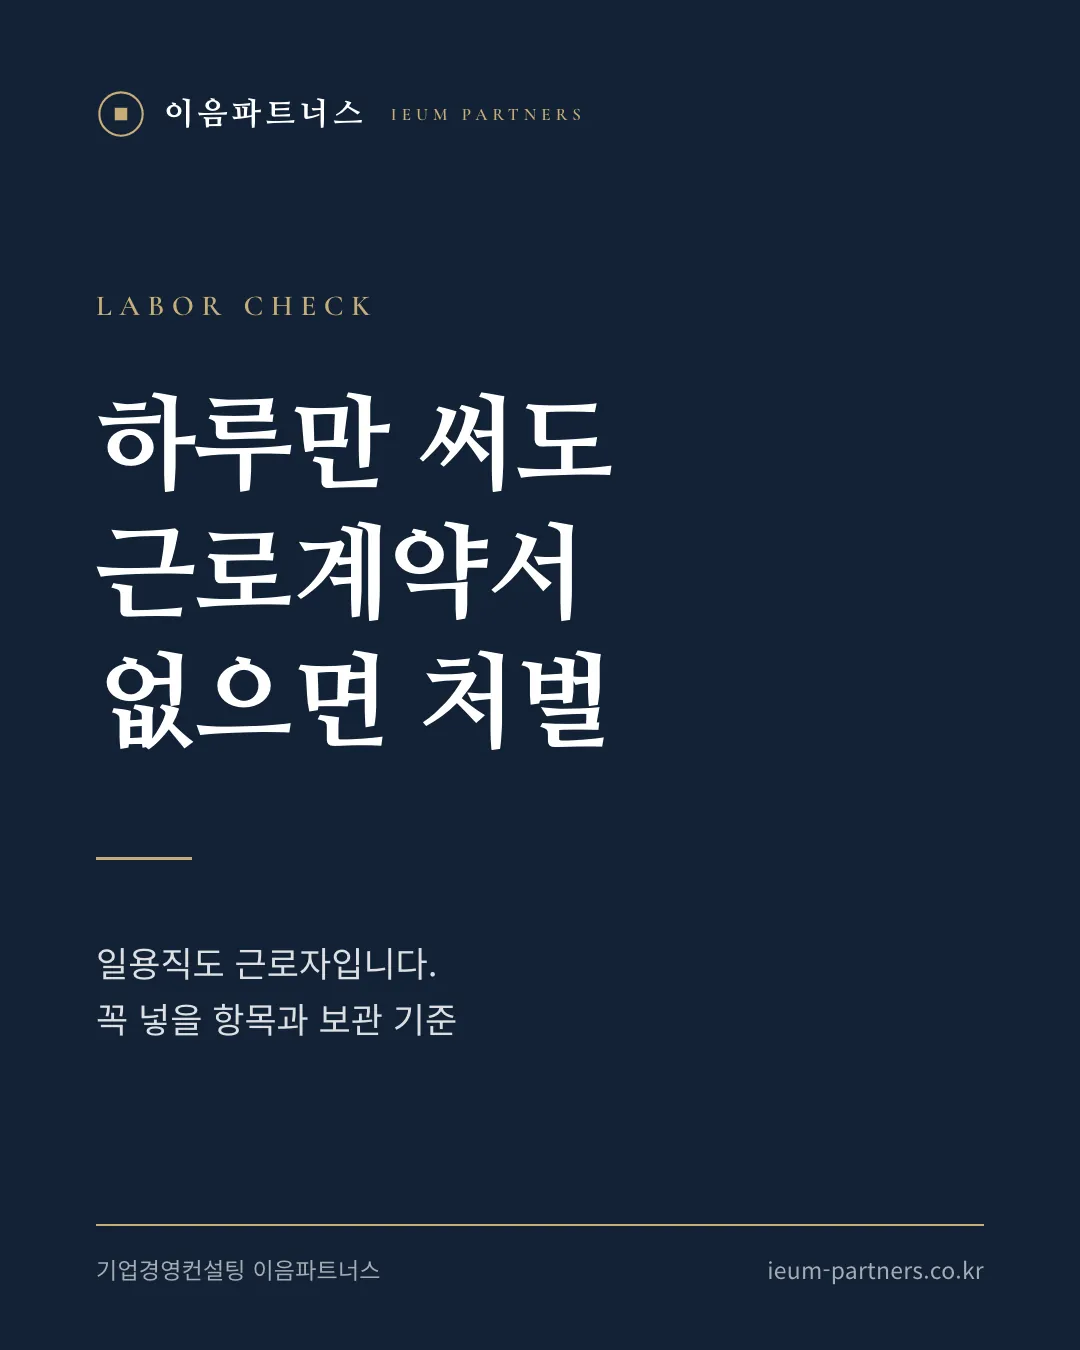 이음파트너스 IEUM PARTNERS
LABOR CHECK
하루만 써도
근로계약서
없으면 처벌
일용직도 근로자입니다.
꼭 넣을 항목과 보관 기준
기업경영컨설팅 이음파트너스
ieum-partners.co.kr